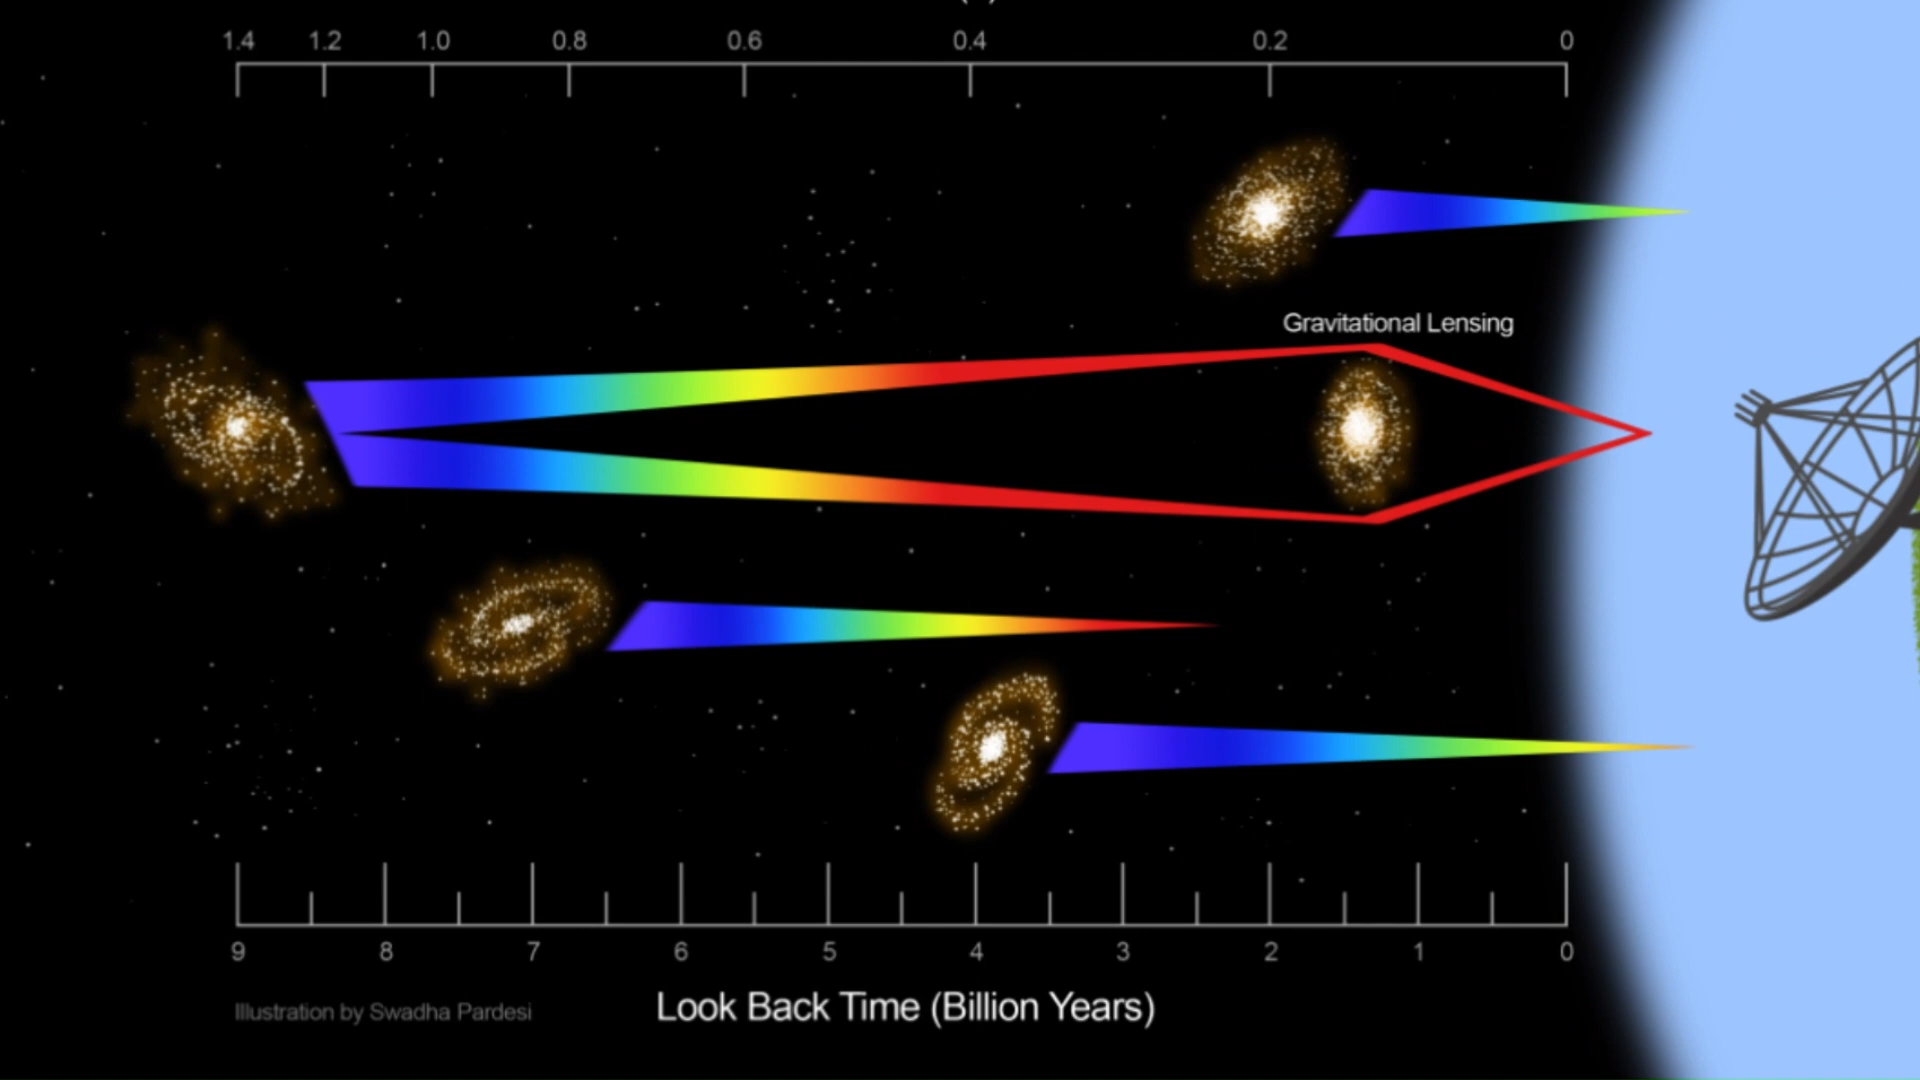 1.4 1.2 1.0 0.8 0.6 0.4 0.2 0
Gravitational Lensing
9 8 7 6 5 4 3 2 1 0
Illustration by Swadha Pardesi
Look Back Time (Billion Years)